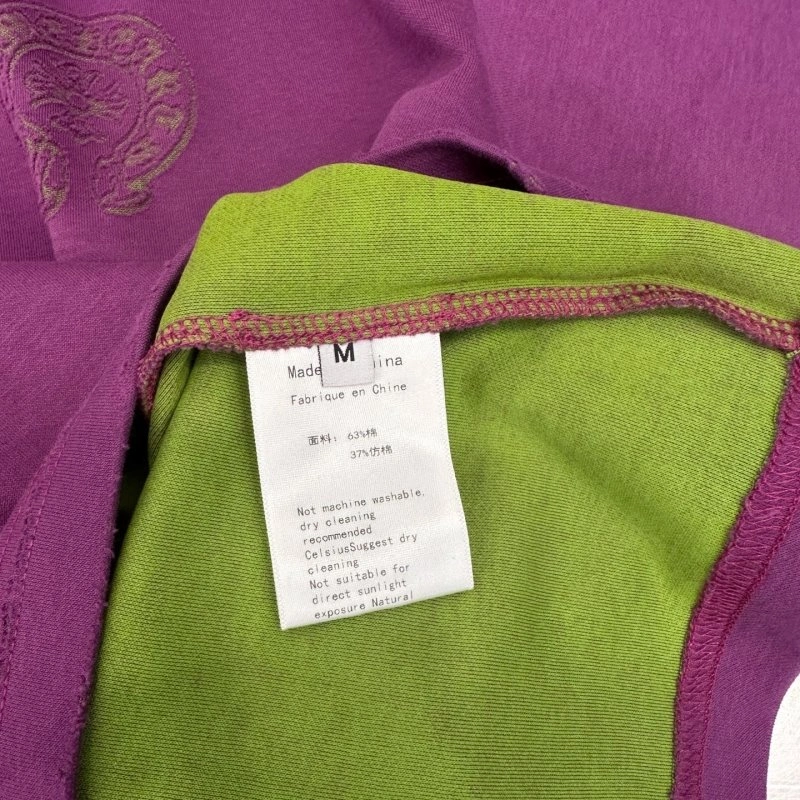 M
Made ina
Fabrique en Chine
面料: 63%棉
37%仿棉
Not machine washable,
dry cleaning
recommended
CelsiusSuggest dry
cleaning
Not suitable for
direct sunlight
exposure Natural